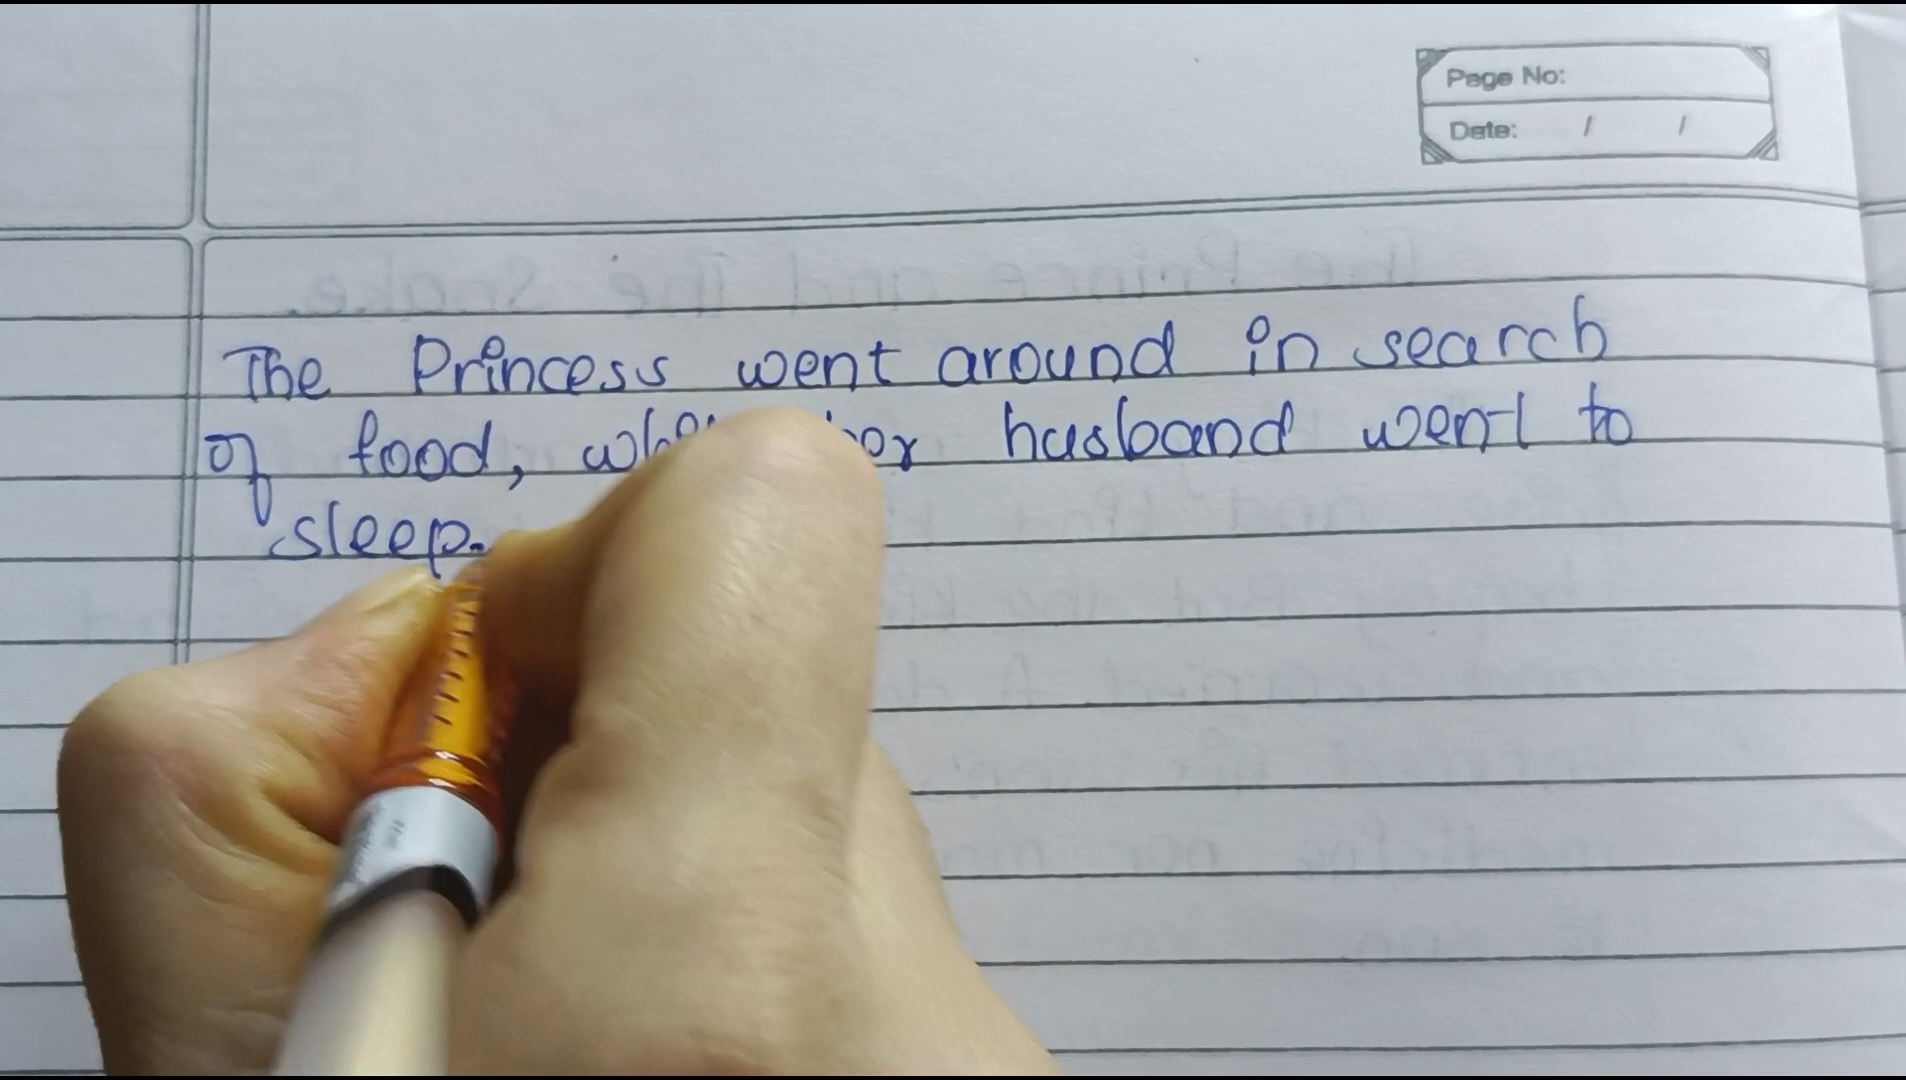 Page No:
Date: / /
The Princess went around in search
of food, husband went to
sleep.